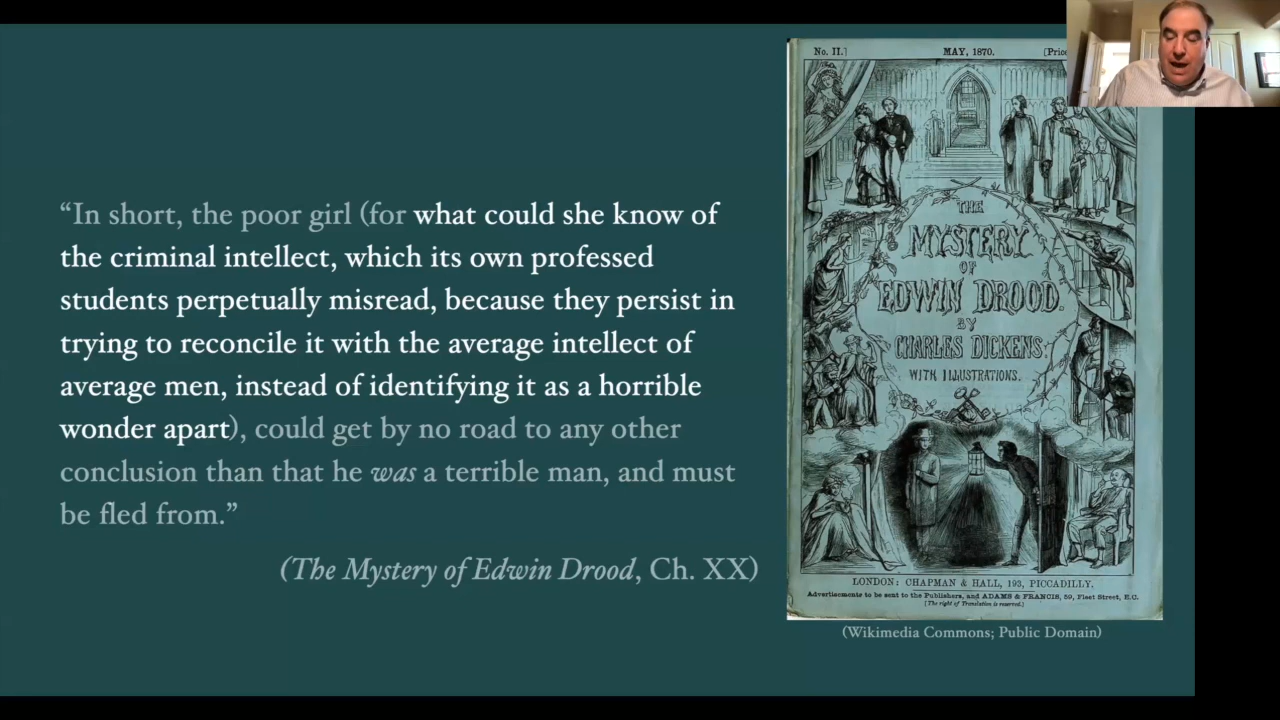 “In short, the poor girl (for what could she know of
the criminal intellect, which its own professed
students perpetually misread, because they persist in
trying to reconcile it with the average intellect of
average men, instead of identifying it as a horrible
wonder apart), could get by no road to any other
conclusion than that he was a terrible man, and must
be fled from.”
(The Mystery of Edwin Drood, Ch. XX)
No. II.]
MAY, 1870.
THE
MYSTERY
OF
EDWIN DROOD.
BY
CHARLES DICKENS.
WITH ILLUSTRATIONS.
LONDON: CHAPMAN & HALL, 193, PICCADILLY.
Advertisements to be sent to the Publishers, and ADAMS & FRANCIS, 59, Fleet Street, E.C.
[The right of Translation is reserved.]
(Wikimedia Commons; Public Domain)